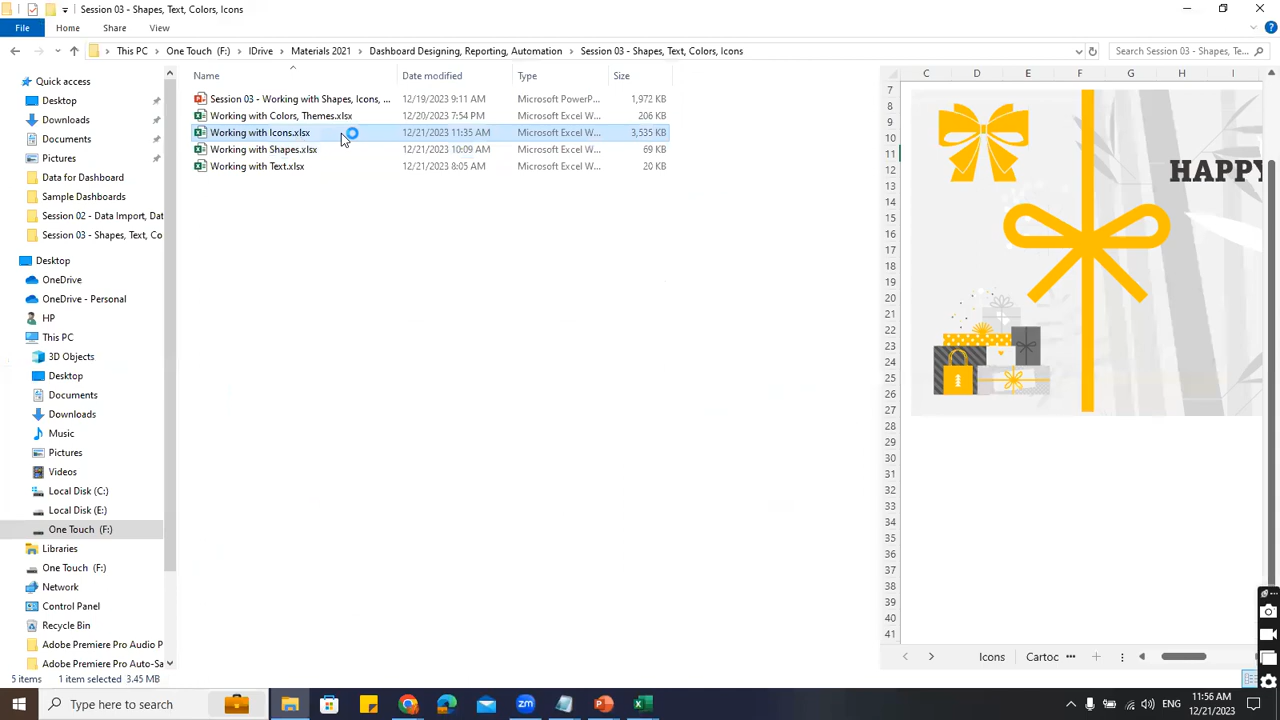 Session 03 - Shapes, Text, Colors, Icons
File Home Share View
This PC One Touch (F:) IDrive Materials 2021 Dashboard Designing, Reporting, Automation Session 03 - Shapes, Text, Colors, Icons Search Session 03 - Shapes, Te...
Name Date modified Type Size
Session 03 - Working with Shapes, Icons, ... 12/19/2023 9:11 AM Microsoft PowerP... 1,972 KB
Working with Colors, Themes.xlsx 12/20/2023 7:54 PM Microsoft Excel W... 206 KB
Working with Icons.xlsx 12/21/2023 11:35 AM Microsoft Excel W... 3,535 KB
Working with Shapes.xlsx 12/21/2023 10:09 AM Microsoft Excel W... 69 KB
Working with Text.xlsx 12/21/2023 8:05 AM Microsoft Excel W... 20 KB
Quick access
Desktop
Downloads
Documents
Pictures
Data for Dashboard
Sample Dashboards
Session 02 - Data Import, Dat
Session 03 - Shapes, Text, Co
Desktop
OneDrive
OneDrive - Personal
HP
This PC
3D Objects
Desktop
Documents
Downloads
Music
Pictures
Videos
Local Disk (C:)
Local Disk (E:)
One Touch (F:)
Libraries
One Touch (F:)
Network
Control Panel
Recycle Bin
Adobe Premiere Pro Audio P
Adobe Premiere Pro Auto-Sa
C D E F G H I
7
8
9
10
11
12
13
14
15
16
17
18
19
20
21
22
23
24
25
26
27
28
29
30
31
32
33
34
35
36
37
38
39
40
41
HAPPY
Icons Cartoc ...
5 items 1 item selected 3.45 MB
Type here to search
ENG
11:56 AM
12/21/2023